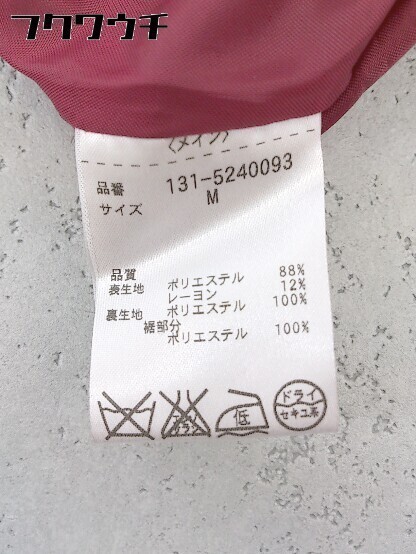 フクワウチ
〈メイン〉
品番 131-5240093
サイズ M
品質
表生地 ポリエステル 88%
レーヨン 12%
裏生地 ポリエステル 100%
裾部分
ポリエステル 100%
低
ドライ
セキユ系